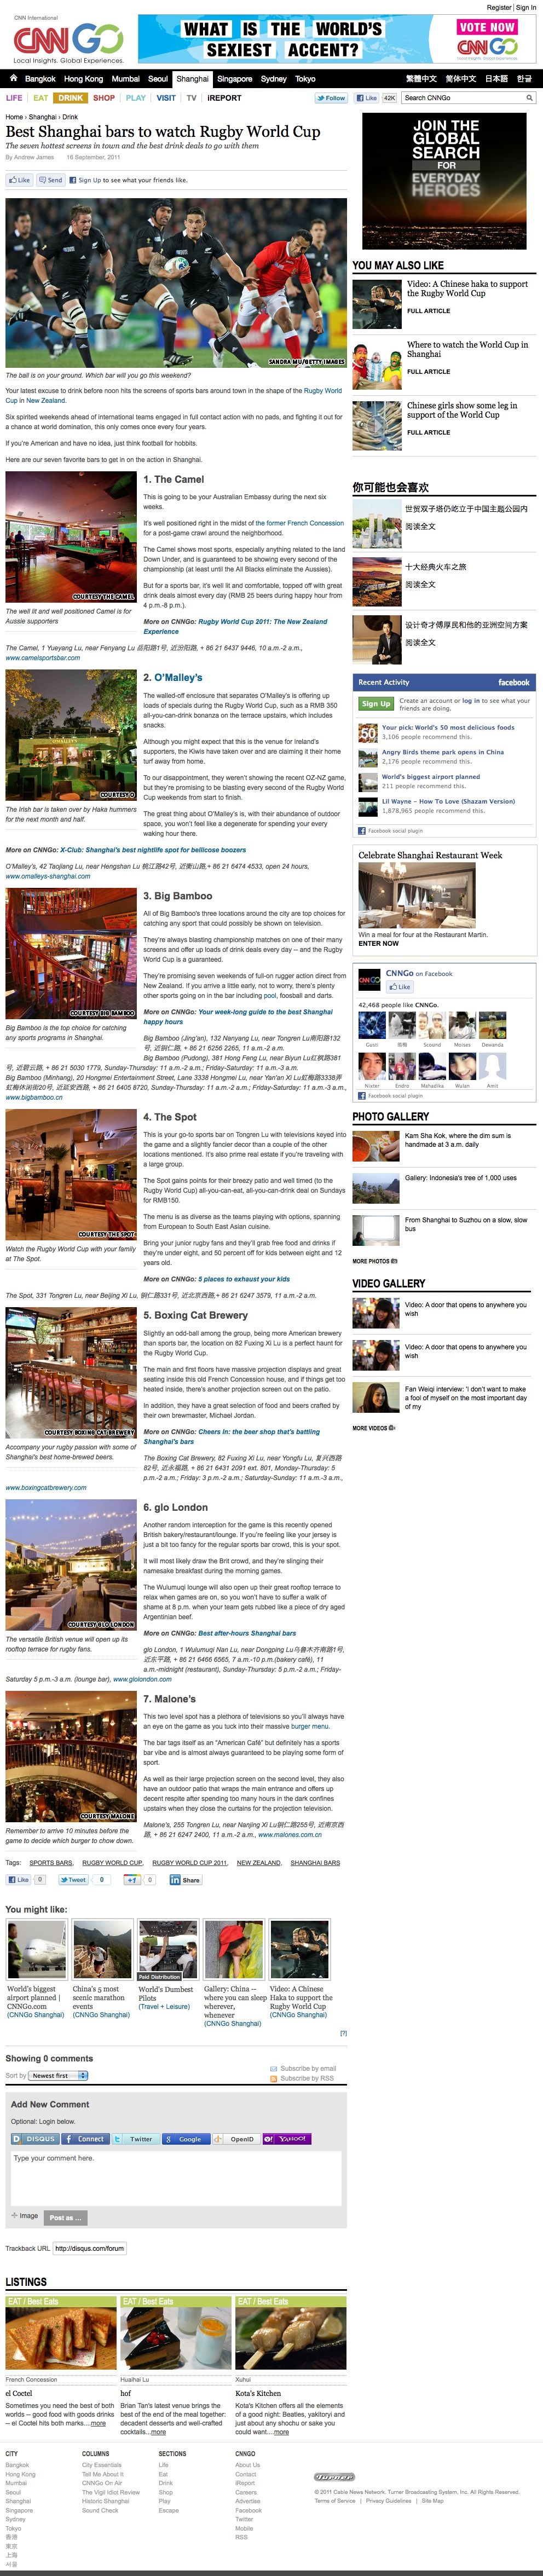 Register | Sign In
CNN International
CNNGO
Local Insights. Global Experiences.
WHAT IS THE WORLD'S
SEXIEST ACCENT?
VOTE NOW
CNNGO
Local Insights. Global Experiences.
Bangkok Hong Kong Mumbai Seoul Shanghai Singapore Sydney Tokyo 繁體中文 简体中文 日本語 한글
LIFE EAT DRINK SHOP PLAY VISIT TV iREPORT Follow Like 42K Search CNNGo
Home › Shanghai › Drink
Best Shanghai bars to watch Rugby World Cup
The seven hottest screens in town and the best drink deals to go with them
By Andrew James 16 September, 2011
Like Send Sign Up to see what your friends like.
SANDRA MU/GETTY IMAGES
The ball is on your ground. Which bar will you go this weekend?
Your latest excuse to drink before noon hits the screens of sports bars around town in the shape of the Rugby World
Cup in New Zealand.
Six spirited weekends ahead of international teams engaged in full contact action with no pads, and fighting it out for
a chance at world domination, this only comes once every four years.
If you're American and have no idea, just think football for hobbits.
Here are our seven favorite bars to get in on the action in Shanghai.
COURTESY THE CAMEL
The well lit and well positioned Camel is for
Aussie supporters
1. The Camel
This is going to be your Australian Embassy during the next six
weeks.
It's well positioned right in the midst of the former French Concession
for a post-game crawl around the neighborhood.
The Camel shows most sports, especially anything related to the land
Down Under, and is guaranteed to be showing every second of the
championship (at least until the All Blacks eliminate the Aussies).
But for a sports bar, it's well lit and comfortable, topped off with great
drink deals almost every day (RMB 25 beers during happy hour from
4 p.m.-8 p.m.).
More on CNNGo: Rugby World Cup 2011: The New Zealand
Experience
The Camel, 1 Yueyang Lu, near Fenyang Lu 岳阳路1号, 近汾阳路, + 86 21 6437 9446, 10 a.m.-2 a.m.,
www.camelsportsbar.com
COURTESY O
The Irish bar is taken over by Haka hummers
for the next month and half.
2. O'Malley's
The walled-off enclosure that separates O'Malley's is offering up
loads of specials during the Rugby World Cup, such as a RMB 350
all-you-can-drink bonanza on the terrace upstairs, which includes
snacks.
Although you might expect that this is the venue for Ireland's
supporters, the Kiwis have taken over and are claiming it their home
turf away from home.
To our disappointment, they weren't showing the recent OZ-NZ game,
but they're promising to be blasting every second of the Rugby World
Cup weekends from start to finish.
The great thing about O'Malley's is, with their abundance of outdoor
space, you won't feel like a degenerate for spending your every
waking hour there.
More on CNNGo: X-Club: Shanghai's best nightlife spot for bellicose boozers
O'Malley's, 42 Taojiang Lu, near Hengshan Lu 桃江路42号, 近衡山路,+ 86 21 6474 4533, open 24 hours,
www.omalleys-shanghai.com
COURTESY BIG BAMBOO
Big Bamboo is the top choice for catching
any sports programs in Shanghai.
3. Big Bamboo
All of Big Bamboo's three locations around the city are top choices for
catching any sport that could possibly be shown on television.
They're always blasting championship matches on one of their many
screens and offer up loads of drink deals every day -- and the Rugby
World Cup is a guaranteed.
They're promising seven weekends of full-on rugger action direct from
New Zealand. If you arrive a little early, not to worry, there's plenty
other sports going on in the bar including pool, foosball and darts.
More on CNNGo: Your week-long guide to the best Shanghai
happy hours
Big Bamboo (Jing'an), 132 Nanyang Lu, near Tongren Lu南阳路132
号, 近铜仁路, + 86 21 6256 2265, 11 a.m.-2 a.m.
Big Bamboo (Pudong), 381 Hong Feng Lu, near Biyun Lu红枫路381
号, 近碧云路, + 86 21 5030 1779, Sunday-Thursday: 11 a.m.-2 a.m.; Friday-Saturday: 11 a.m.-3 a.m.
Big Bamboo (Minhang), 20 Hongmei Entertainment Street, Lane 3338 Hongmei Lu, near Yan'an Xi Lu虹梅路3338弄
虹梅休闲街20号, 近延安西路, + 86 21 6405 8720, Sunday-Thursday: 11 a.m.-2 a.m.; Friday-Saturday: 11 a.m.-3 a.m.,
www.bigbamboo.cn
COURTESY THE SPOT
Watch the Rugby World Cup with your family
at The Spot.
4. The Spot
This is your go-to sports bar on Tongren Lu with televisions keyed into
the game and a slightly fancier decor than a couple of the other
locations mentioned. It's also prime real estate if you're traveling with
a large group.
The Spot gains points for their breezy patio and well timed (to the
Rugby World Cup) all-you-can-eat, all-you-can-drink deal on Sundays
for RMB150.
The menu is as diverse as the teams playing with options, spanning
from European to South East Asian cuisine.
Bring your junior rugby fans and they'll grab free food and drinks if
they're under eight, and 50 percent off for kids between eight and 12
years old.
More on CNNGo: 5 places to exhaust your kids
The Spot, 331 Tongren Lu, near Beijing Xi Lu, 铜仁路331号, 近北京西路,+ 86 21 6247 3579, 11 a.m.-2 a.m.
COURTESY BOXING CAT BREWERY
Accompany your rugby passion with some of
Shanghai's best home-brewed beers.
5. Boxing Cat Brewery
Slightly an odd-ball among the group, being more American brewery
than sports bar, the location on 82 Fuxing Xi Lu is a perfect haunt for
the Rugby World Cup.
The main and first floors have massive projection displays and great
seating inside this old French Concession house, and if things get too
heated inside, there's another projection screen out on the patio.
In addition, they have a great selection of food and beers crafted by
their own brewmaster, Michael Jordan.
More on CNNGo: Cheers in: the beer shop that's battling
Shanghai's bars
The Boxing Cat Brewery, 82 Fuxing Xi Lu, near Yongfu Lu, 复兴西路
82号, 近永福路, + 86 21 6431 2091 ext. 801, Monday-Thursday: 5
p.m.-2 a.m.; Friday: 3 p.m.-2 a.m.; Saturday-Sunday: 11 a.m.-3 a.m.,
www.boxingcatbrewery.com
COURTESY GLO LONDON
The versatile British venue will open up its
rooftop terrace for rugby fans.
6. glo London
Another random interception for the game is this recently opened
British bakery/restaurant/lounge. If you're feeling like your jersey is
just a bit too fancy for the regular sports bar crowd, this is your spot.
It will most likely draw the Brit crowd, and they're slinging their
namesake breakfast during the morning games.
The Wulumuqi lounge will also open up their great rooftop terrace to
relax when games are on, so you won't have to suffer a walk of
shame at 8 p.m. when your team gets rubbed like a piece of dry aged
Argentinian beef.
More on CNNGo: Best after-hours Shanghai bars
glo London, 1 Wulumuqi Nan Lu, near Dongping Lu乌鲁木齐南路1号,
近东平路, + 86 21 6466 6565, 7 a.m.-10 p.m.(bakery café), 11
a.m.-midnight (restaurant), Sunday-Thursday: 5 p.m.-2 a.m.; Friday-
Saturday 5 p.m.-3 a.m. (lounge bar), www.glolondon.com
COURTESY MALONE
Remember to arrive 10 minutes before the
game to decide which burger to chow down.
7. Malone's
This two level spot has a plethora of televisions so you'll always have
an eye on the game as you tuck into their massive burger menu.
The bar tags itself as an "American Café" but definitely has a sports
bar vibe and is almost always guaranteed to be playing some form of
sport.
As well as their large projection screen on the second level, they also
have an outdoor patio that wraps the main entrance and offers up
decent respite after spending too many hours in the dark confines
upstairs when they close the curtains for the projection television.
Malone's, 255 Tongren Lu, near Nanjing Xi Lu铜仁路255号, 近南京西
路, + 86 21 6247 2400, 11 a.m.-2 a.m., www.malones.com.cn
Tags: SPORTS BARS, RUGBY WORLD CUP, RUGBY WORLD CUP 2011, NEW ZEALAND, SHANGHAI BARS
Like 0 Tweet 0 +1 0 Share
You might like:
World's biggest
airport planned |
CNNGo.com
(CNNGo Shanghai)
China's 5 most
scenic marathon
events
(CNNGo Shanghai)
Paid Distribution
World's Dumbest
Pilots
(Travel + Leisure)
Gallery: China --
where you can sleep
wherever,
whenever
(CNNGo Shanghai)
Video: A Chinese
Haka to support the
Rugby World Cup
(CNNGo Shanghai)
[?]
Showing 0 comments
Sort by Newest first
Subscribe by email
Subscribe by RSS
Add New Comment
Optional: Login below.
DISQUS Connect Twitter Google OpenID YAHOO!
Type your comment here.
Image Post as ...
Trackback URL http://disqus.com/forum
LISTINGS
EAT / Best Eats
French Concession
el Coctel
Sometimes you need the best of both
worlds -- good food with goods drinks
-- el Coctel hits both marks....more
EAT / Best Eats
Huaihai Lu
hof
Brian Tan's latest venue brings the
best of the end of the meal together:
decadent desserts and well-crafted
cocktails...more
EAT / Best Eats
Xuhui
Kota's Kitchen
Kota's Kitchen offers all the elements
of a good night: Beatles, yakitoryi and
just about any shochu or sake you
could want....more
JOIN THE
GLOBAL
SEARCH
FOR
EVERYDAY
HEROES
YOU MAY ALSO LIKE
Video: A Chinese haka to support
the Rugby World Cup
FULL ARTICLE
Where to watch the World Cup in
Shanghai
FULL ARTICLE
Chinese girls show some leg in
support of the World Cup
FULL ARTICLE
你可能也会喜欢
世贸双子塔仍屹立于中国主题公园内
阅读全文
十大经典火车之旅
阅读全文
设计奇才傅厚民和他的亚洲空间方案
阅读全文
Recent Activity facebook
Sign Up Create an account or log in to see what your
friends are doing.
50
Your pick: World's 50 most delicious foods
3,106 people recommend this.
Angry Birds theme park opens in China
2,176 people recommend this.
World's biggest airport planned
211 people recommend this.
Lil Wayne - How To Love (Shazam Version)
1,878,965 people recommend this.
Facebook social plugin
Celebrate Shanghai Restaurant Week
Win a meal for four at the Restaurant Martin.
ENTER NOW
CNNGO
CNNGo on Facebook
Like
42,468 people like CNNGo.
Gusti Scound Moises Dewanda
Nixter Endro Mahadika Wulan Amit
Facebook social plugin
PHOTO GALLERY
Kam Sha Kok, where the dim sum is
handmade at 3 a.m. daily
Gallery: Indonesia's tree of 1,000 uses
From Shanghai to Suzhou on a slow, slow
bus
MORE PHOTOS
VIDEO GALLERY
Video: A door that opens to anywhere you
wish
Video: A door that opens to anywhere you
wish
Fan Weiqi interview: 'I don't want to make
a fool of myself on the most important day
of my
MORE VIDEOS
CITY
Bangkok
Hong Kong
Mumbai
Seoul
Shanghai
Singapore
Sydney
Tokyo
香港
東京
上海
서울
COLUMNS
City Essentials
Tell Me About It
CNNGo On Air
The Vigil Idiot Review
Historic Shanghai
Sound Check
SECTIONS
Life
Eat
Drink
Shop
Play
Escape
CNNGO
About Us
Contact
iReport
Careers
Advertise
Facebook
Twitter
Mobile
RSS
Turner
© 2011 Cable News Network. Turner Broadcasting System, Inc. All Rights Reserved.
Terms of Service | Privacy Guidelines | Site Map